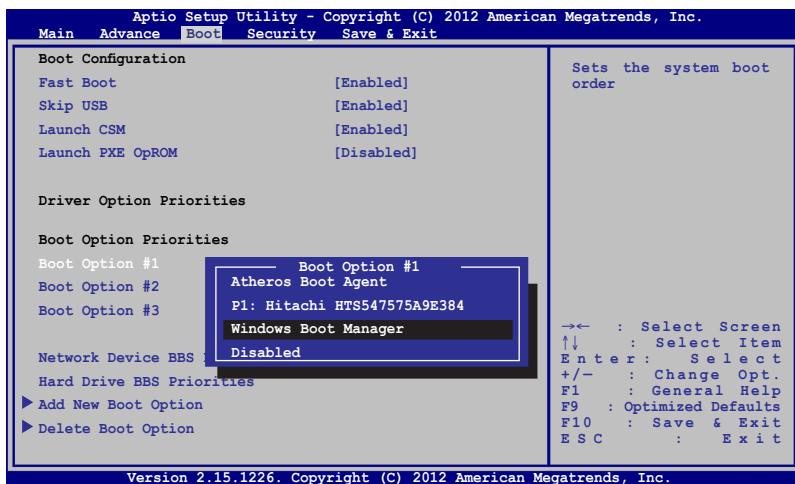 Aptio Setup Utility - Copyright (C) 2012 American Megatrends, Inc.
Main Advance Boot Security Save & Exit
Boot Configuration
Fast Boot [Enabled]
Skip USB [Enabled]
Launch CSM [Enabled]
Launch PXE OpROM [Disabled]
Driver Option Priorities
Boot Option Priorities
Boot Option #1
Boot Option #2
Boot Option #3
Network Device BBS
Hard Drive BBS Priorities
Add New Boot Option
Delete Boot Option
Boot Option #1
Atheros Boot Agent
P1: Hitachi HTS547575A9E384
Windows Boot Manager
Disabled
Sets the system boot
order
→← : Select Screen
↑↓ : Select Item
Enter: Select
+/— : Change Opt.
F1 : General Help
F9 : Optimized Defaults
F10 : Save & Exit
ESC : Exit
Version 2.15.1226. Copyright (C) 2012 American Megatrends, Inc.